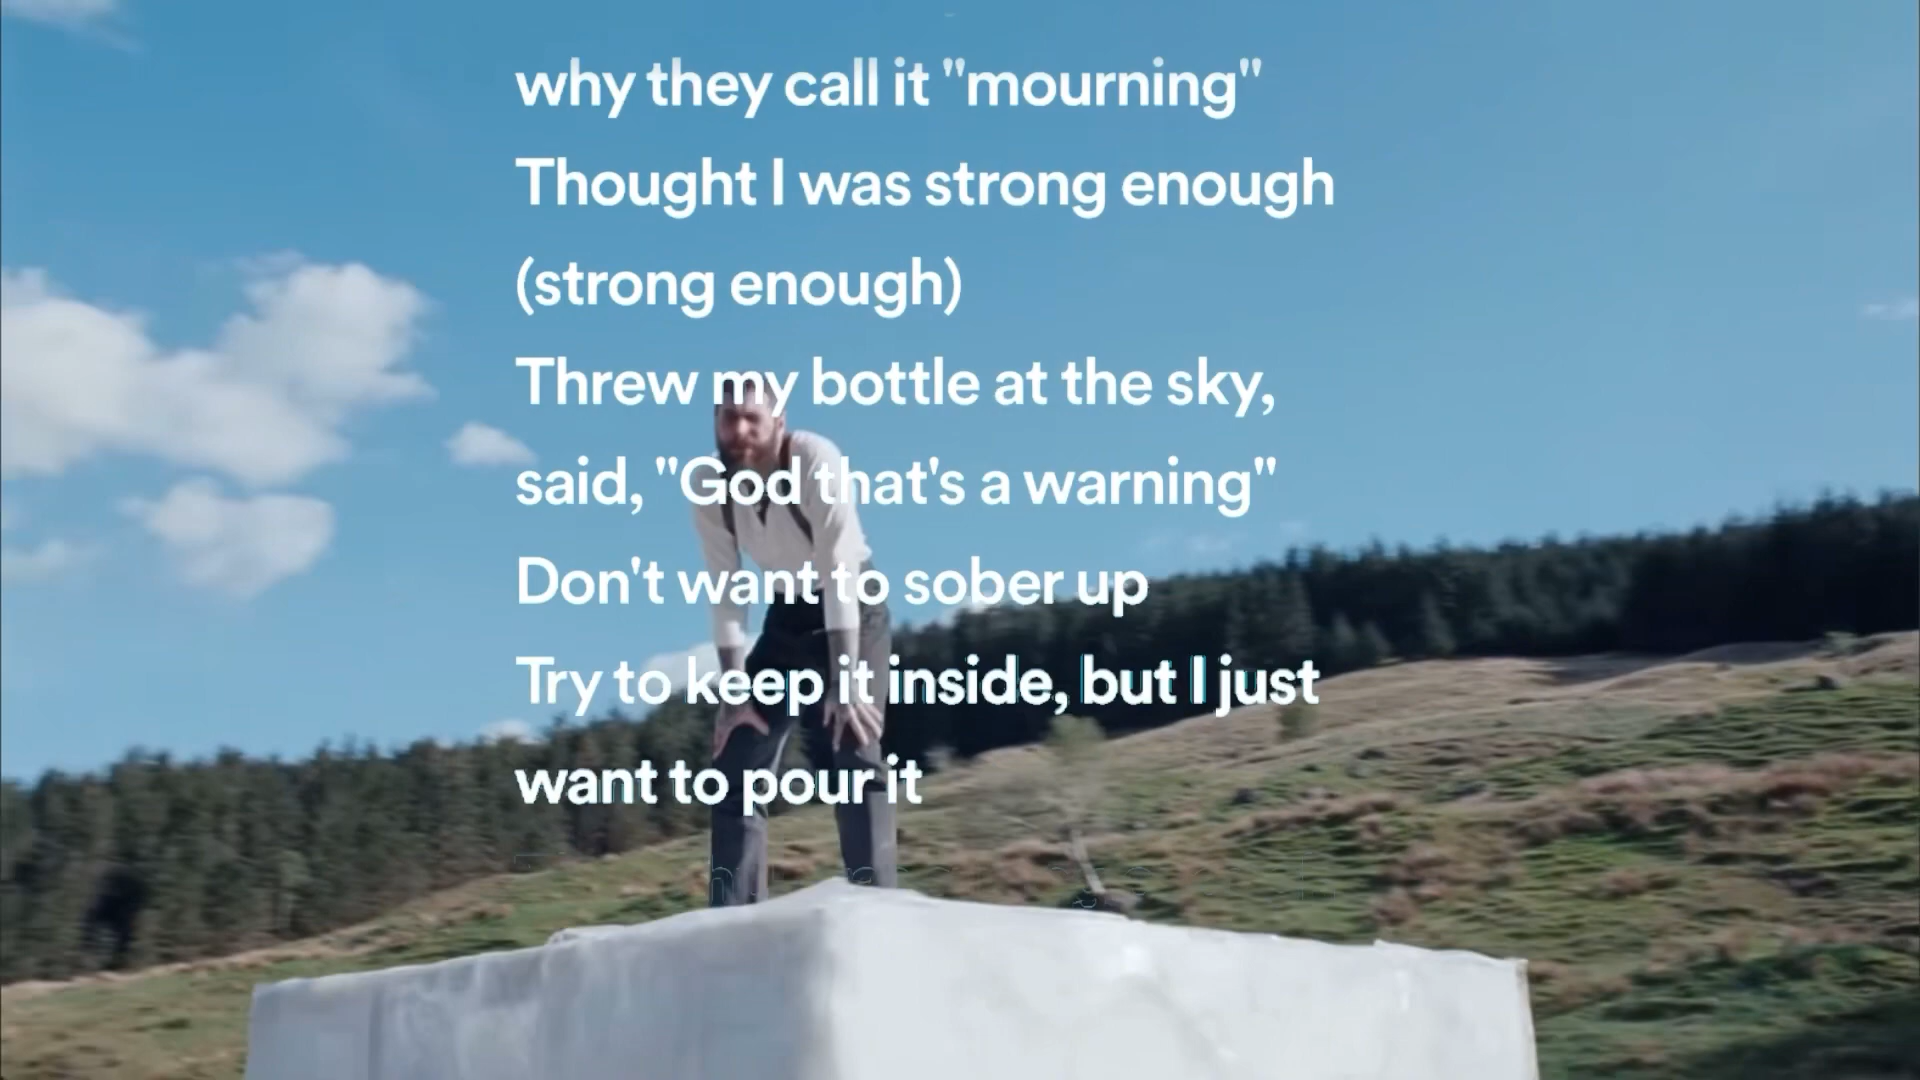 why they call it "mourning"
Thought I was strong enough
(strong enough)
Threw my bottle at the sky,
said, "God that's a warning"
Don't want to sober up
Try to keep it inside, but I just
want to pour it